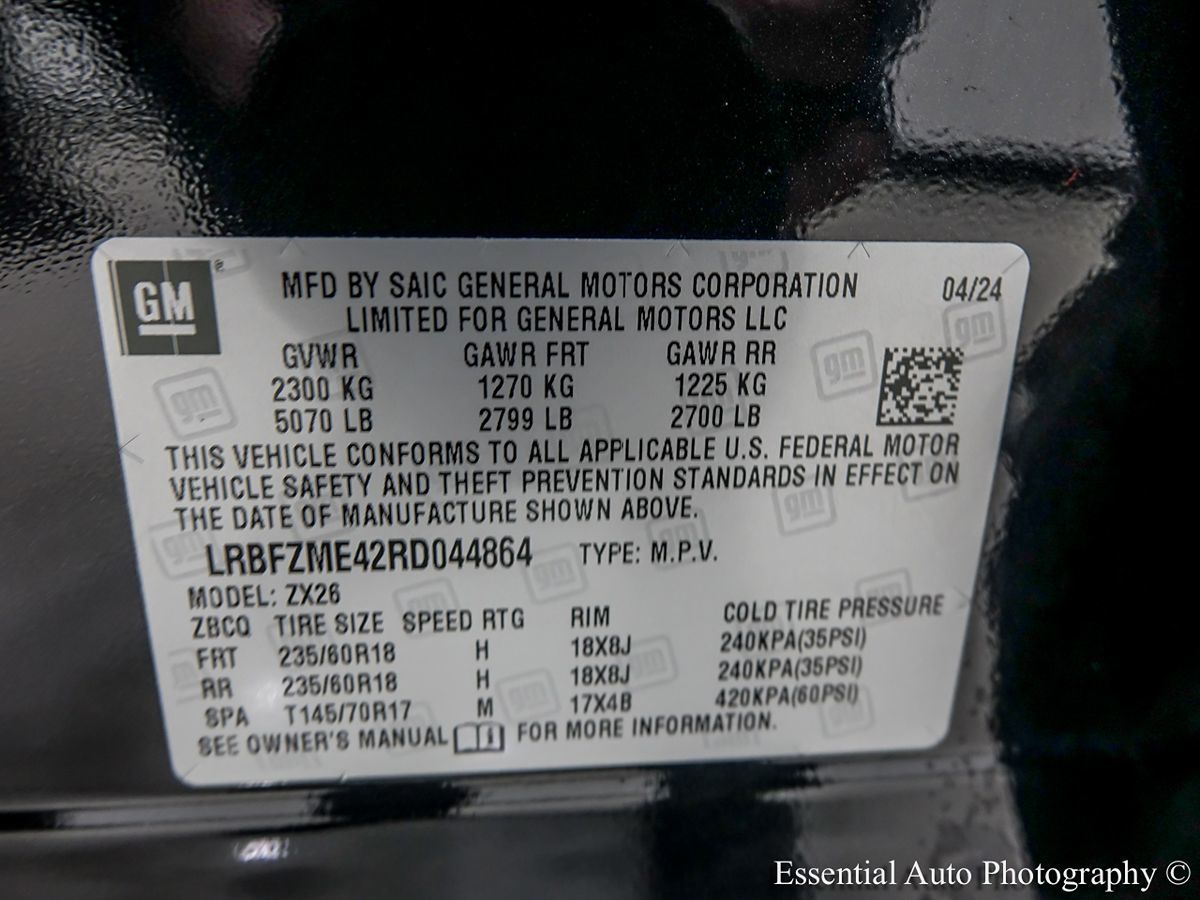 GM
MFD BY SAIC GENERAL MOTORS CORPORATION 04/24
LIMITED FOR GENERAL MOTORS LLC
GVWR GAWR FRT GAWR RR
2300 KG 1270 KG 1225 KG
5070 LB 2799 LB 2700 LB
THIS VEHICLE CONFORMS TO ALL APPLICABLE U.S. FEDERAL MOTOR
VEHICLE SAFETY AND THEFT PREVENTION STANDARDS IN EFFECT ON
THE DATE OF MANUFACTURE SHOWN ABOVE.
LRBFZME42RD044864 TYPE: M.P.V.
MODEL: ZX26
ZBCQ TIRE SIZE SPEED RTG RIM COLD TIRE PRESSURE
FRT 235/60R18 H 18X8J 240KPA(35PSI)
RR 235/60R18 H 18X8J 240KPA(35PSI)
SPA T145/70R17 M 17X4B 420KPA(60PSI)
SEE OWNER'S MANUAL FOR MORE INFORMATION.
Essential Auto Photography ©